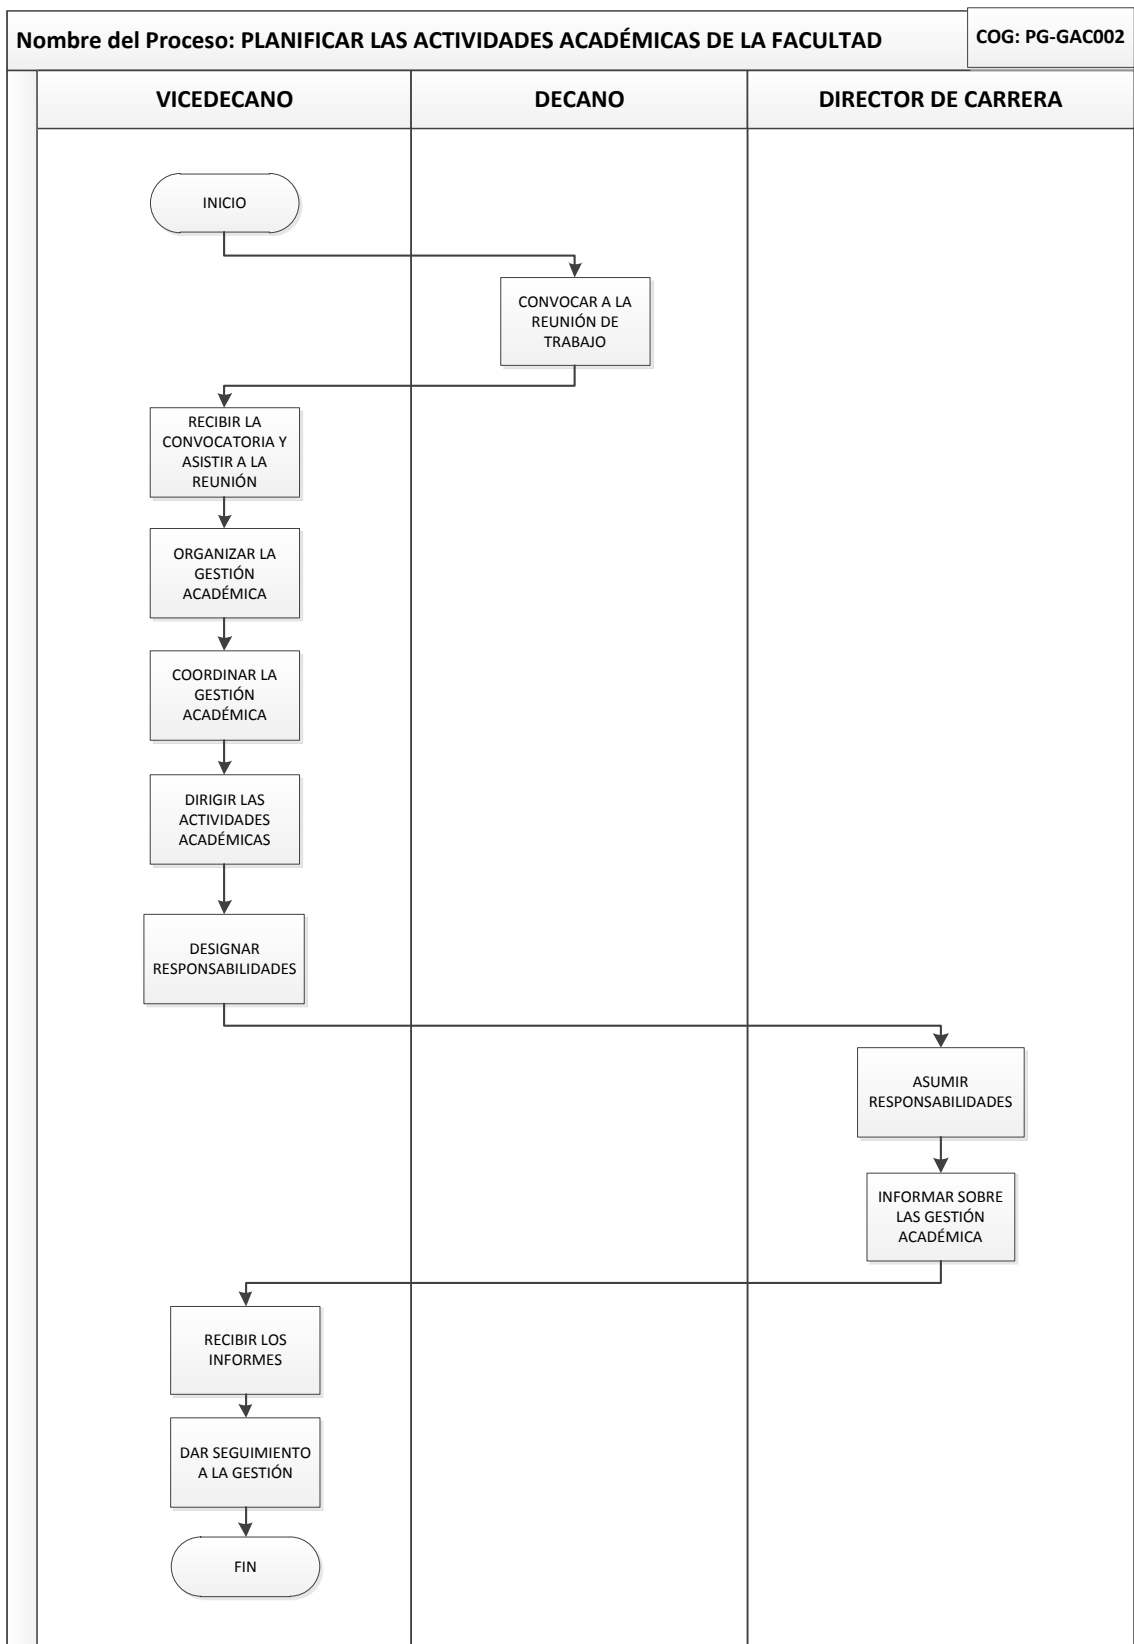 Nombre del Proceso: PLANIFICAR LAS ACTIVIDADES ACADÉMICAS DE LA FACULTAD
COG: PG-GAC002
VICEDECANO
DECANO
DIRECTOR DE CARRERA
INICIO
CONVOCAR A LA
REUNIÓN DE
TRABAJO
RECIBIR LA
CONVOCATORIA Y
ASISTIR A LA
REUNIÓN
ORGANIZAR LA
GESTIÓN
ACADÉMICA
COORDINAR LA
GESTIÓN
ACADÉMICA
DIRIGIR LAS
ACTIVIDADES
ACADÉMICAS
DESIGNAR
RESPONSABILIDADES
ASUMIR
RESPONSABILIDADES
INFORMAR SOBRE
LAS GESTIÓN
ACADÉMICA
RECIBIR LOS
INFORMES
DAR SEGUIMIENTO
A LA GESTIÓN
FIN